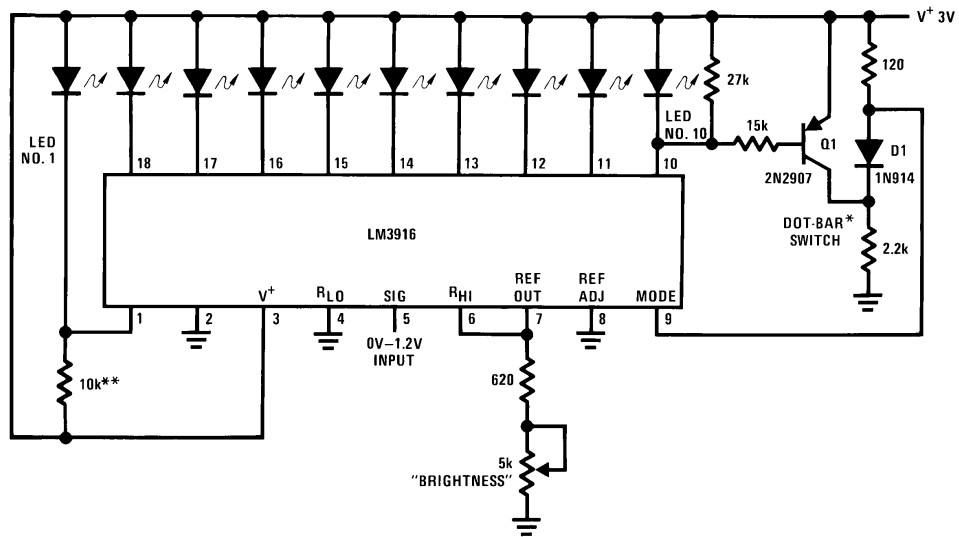 V+ 3V
120
27k
LED
NO. 1
LED
NO. 10
15k
Q1
2N2907
D1
1N914
DOT-BAR*
SWITCH
2.2k
18
17
16
15
14
13
12
11
10
LM3916
V+
RLO
SIG
RHI
REF
OUT
REF
ADJ
MODE
1
2
3
4
5
6
7
8
9
0V–1.2V
INPUT
10k**
620
5k
"BRIGHTNESS"